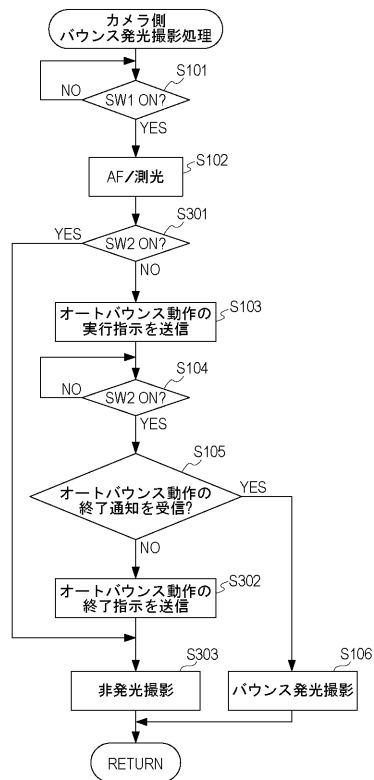 カメラ側
バウンス発光撮影処理
S101
SW1 ON?
NO
YES
S102
AF/測光
S301
YES
SW2 ON?
NO
オートバウンス動作の
実行指示を送信
S103
S104
NO
SW2 ON?
YES
S105
オートバウンス動作の
終了通知を受信?
YES
NO
オートバウンス動作の
終了指示を送信
S302
S303
非発光撮影
S106
バウンス発光撮影
RETURN